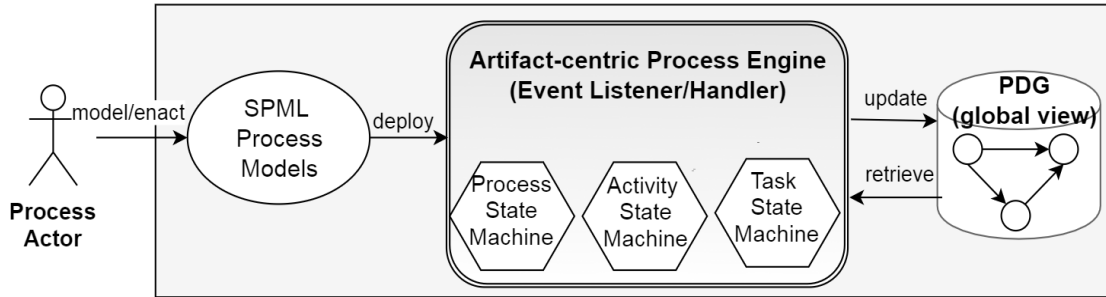 Process
Actor
model/enact
SPML
Process
Models
deploy
Artifact-centric Process Engine
(Event Listener/Handler)
Process
State
Machine
Activity
State
Machine
Task
State
Machine
update
retrieve
PDG
(global view)